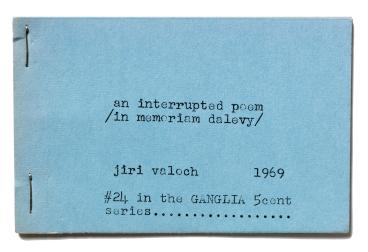 an interrupted poem
/in memoriam dalevy/
jiri valoch 1969
#24 in the GANGLIA 5cent
series..................